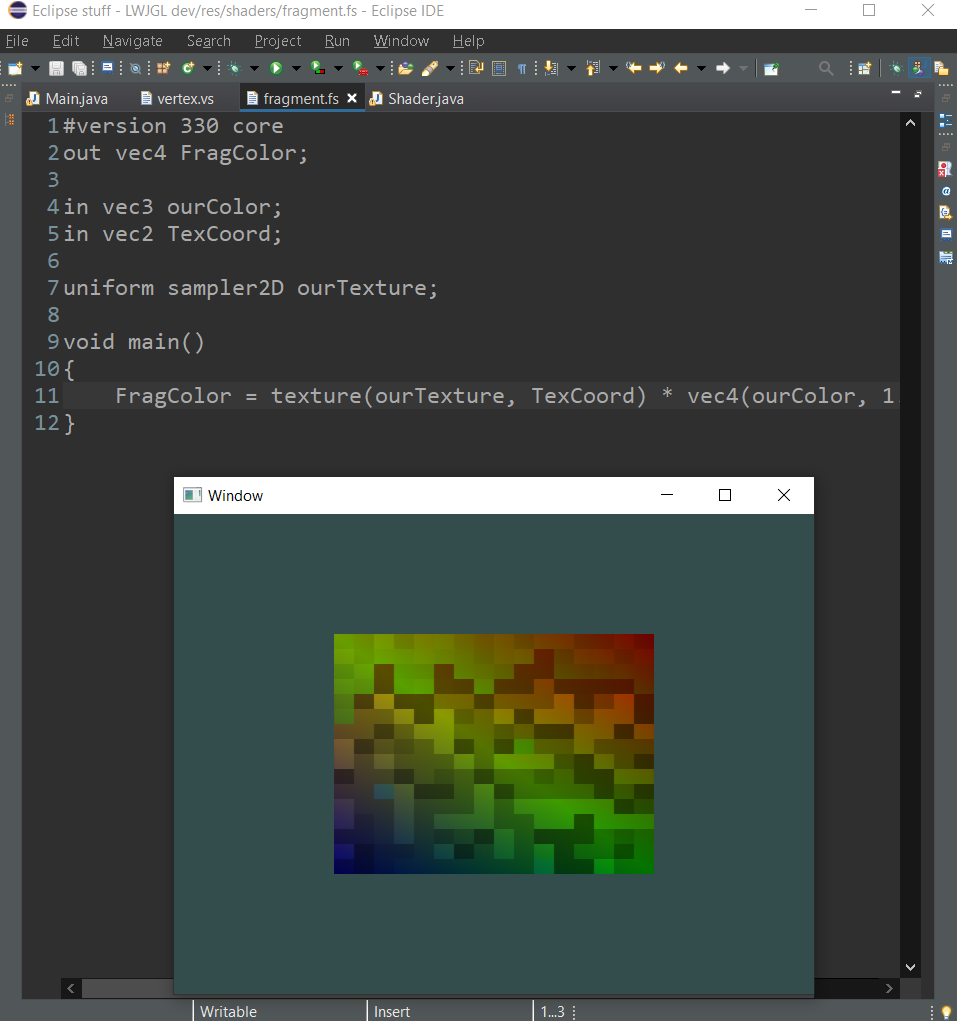 Eclipse stuff - LWJGL dev/res/shaders/fragment.fs - Eclipse IDE
File Edit Navigate Search Project Run Window Help
Main.java vertex.vs fragment.fs Shader.java
1 #version 330 core
2 out vec4 FragColor;
3
4 in vec3 ourColor;
5 in vec2 TexCoord;
6
7 uniform sampler2D ourTexture;
8
9 void main()
10 {
11 FragColor = texture(ourTexture, TexCoord) * vec4(ourColor, 1.
12 }
Window
Writable Insert 1...3